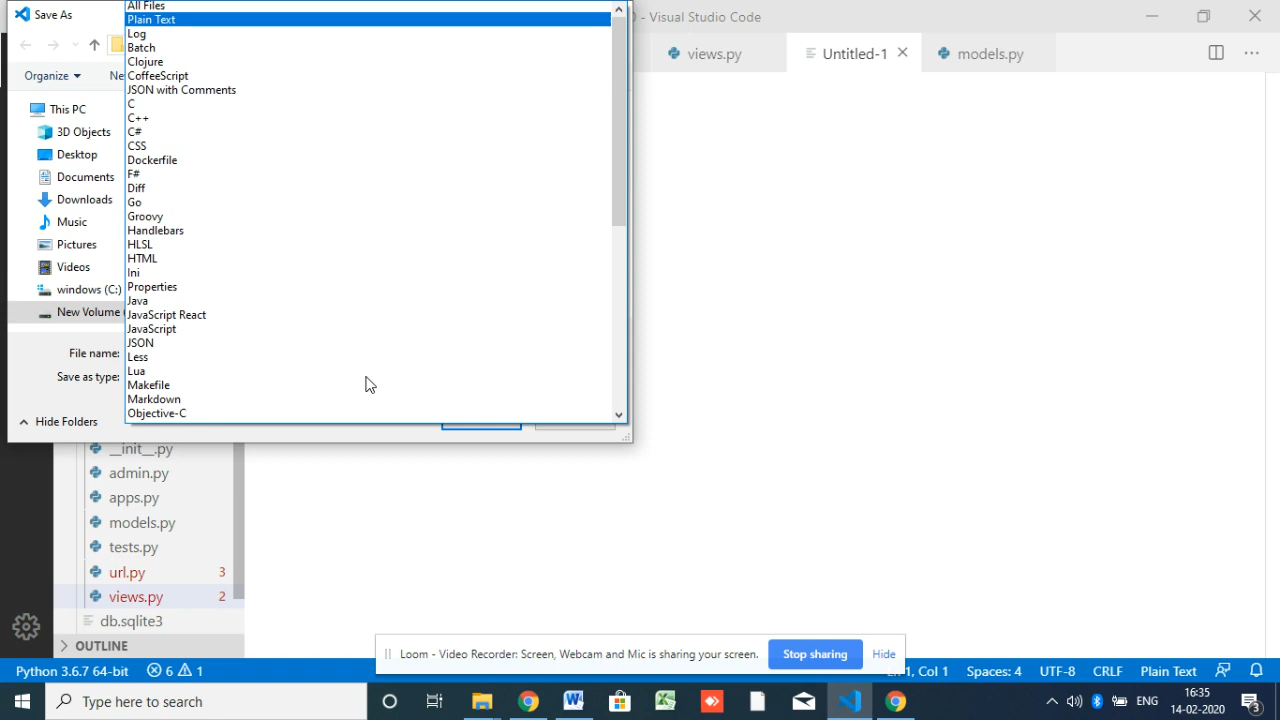 Save As
- Visual Studio Code
All Files
Plain Text
Log
Batch
Clojure
CoffeeScript
JSON with Comments
C
C++
C#
CSS
Dockerfile
F#
Diff
Go
Groovy
Handlebars
HLSL
HTML
Ini
Properties
Java
JavaScript React
JavaScript
JSON
Less
Lua
Makefile
Markdown
Objective-C
Organize
This PC
3D Objects
Desktop
Documents
Downloads
Music
Pictures
Videos
windows (C:)
New Volume
File name:
Save as type:
Hide Folders
views.py
Untitled-1
models.py
__init__.py
admin.py
apps.py
models.py
tests.py
url.py 3
views.py 2
db.sqlite3
OUTLINE
Loom - Video Recorder: Screen, Webcam and Mic is sharing your screen.
Stop sharing
Hide
Python 3.6.7 64-bit
6
1
1, Col 1
Spaces: 4
UTF-8
CRLF
Plain Text
Type here to search
ENG
16:35
14-02-2020
3